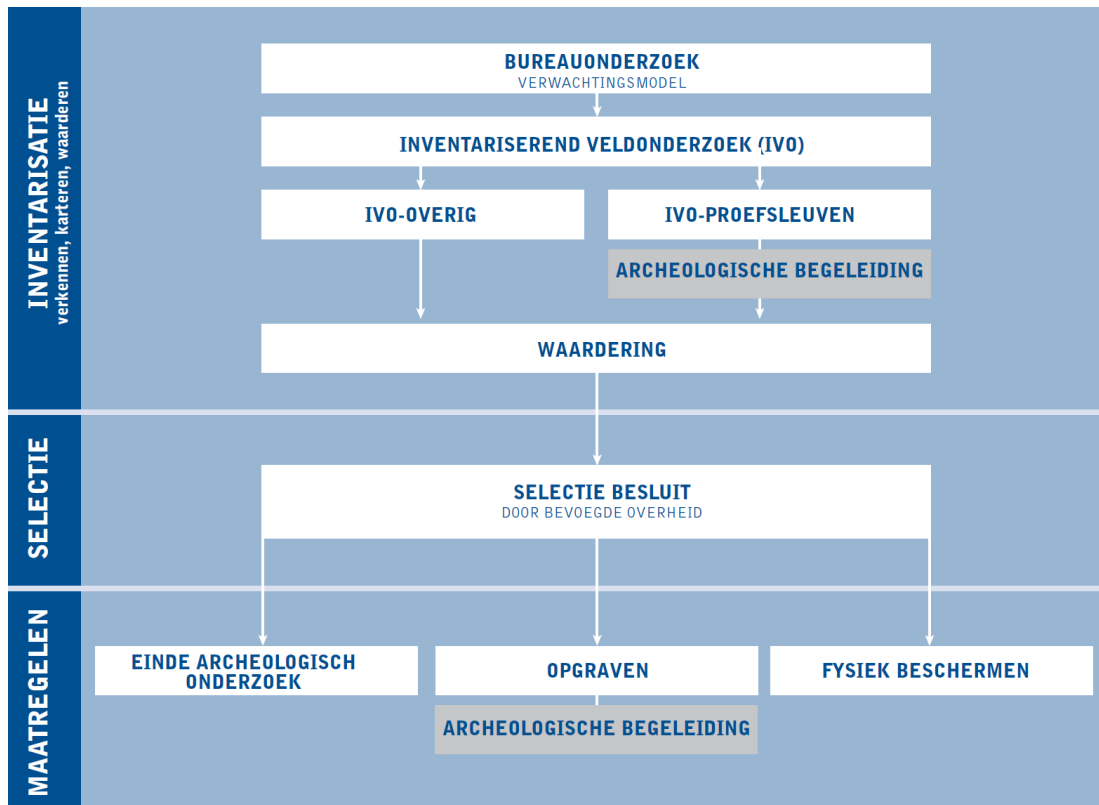 INVENTARISATIE
verkennen, karteren, waarderen
BUREAUONDERZOEK
VERWACHTINGSMODEL
INVENTARISEREND VELDONDERZOEK (IVO)
IVO-OVERIG
IVO-PROEFSLEUVEN
ARCHEOLOGISCHE BEGELEIDING
WAARDERING
SELECTIE
SELECTIE BESLUIT
DOOR BEVOEGDE OVERHEID
MAATREGELEN
EINDE ARCHEOLOGISCH
ONDERZOEK
OPGRAVEN
FYSIEK BESCHERMEN
ARCHEOLOGISCHE BEGELEIDING